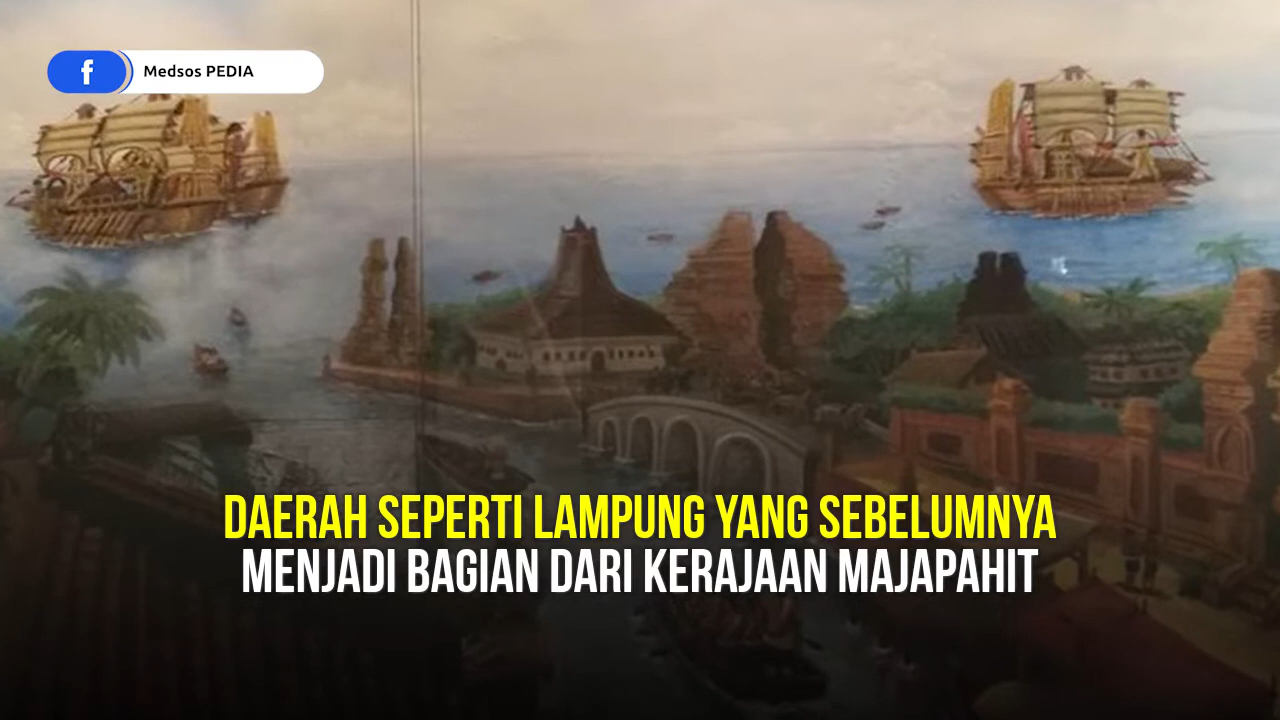 Medsos PEDIA
DAERAH SEPERTI LAMPUNG YANG SEBELUMNYA
MENJADI BAGIAN DARI KERAJAAN MAJAPAHIT